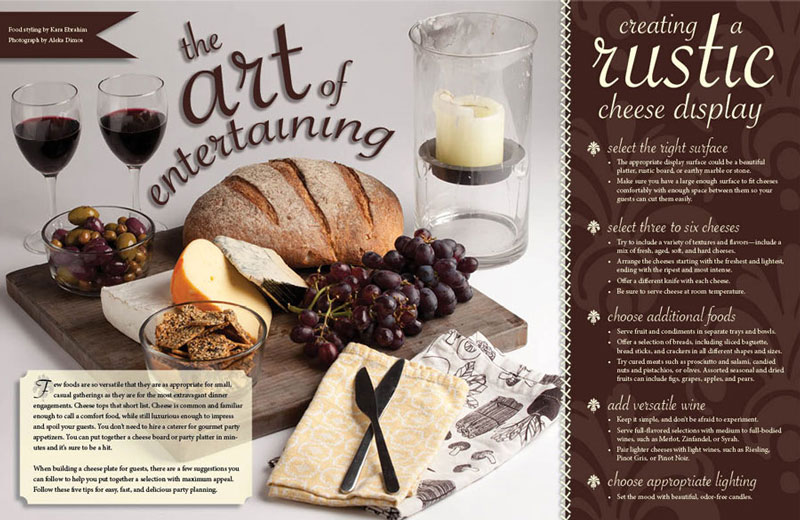 Food styling by Kara Ebrahim
Photograph by Aleks Dimos
the
art of
entertaining
Few foods are so versatile that they are as appropriate for small,
casual gatherings as they are for the most extravagant dinner
engagements. Cheese tops that short list. Cheese is common and familiar
enough to call a comfort food, while still luxurious enough to impress
and spoil your guests. You don't need to hire a caterer for gourmet party
appetizers. You can put together a cheese board or party platter in min-
utes and it's sure to be a hit.
When building a cheese plate for guests, there are a few suggestions you
can follow to help you put together a selection with maximum appeal.
Follow these five tips for easy, fast, and delicious party planning.
creating a
rustic
cheese display
select the right surface
• The appropriate display surface could be a beautiful
platter, rustic board, or earthy marble or stone.
• Make sure you have a large enough surface to fit cheeses
comfortably with enough space between them so your
guests can cut them easily.
select three to six cheeses
• Try to include a variety of textures and flavors—include a
mix of fresh, aged, soft, and hard cheeses.
• Arrange the cheeses starting with the freshest and lightest,
ending with the ripest and most intense.
• Offer a different knife with each cheese.
• Be sure to serve cheese at room temperature.
choose additional foods
• Serve fruit and condiments in separate trays and bowls.
• Offer a selection of breads, including sliced baguette,
bread sticks, and crackers in all different shapes and sizes.
• Try cured meats such as prosciutto and salami, candied
nuts and pistachios, or olives. Assorted seasonal and dried
fruits can include figs, grapes, apples, and pears.
add versatile wine
• Keep it simple, and don't be afraid to experiment.
• Serve full-flavored selections with medium to full-bodied
wines, such as Merlot, Zinfandel, or Syrah.
• Pair lighter cheeses with light wines, such as Riesling,
Pinot Gris, or Pinot Noir.
choose appropriate lighting
• Set the mood with beautiful, odor-free candles.